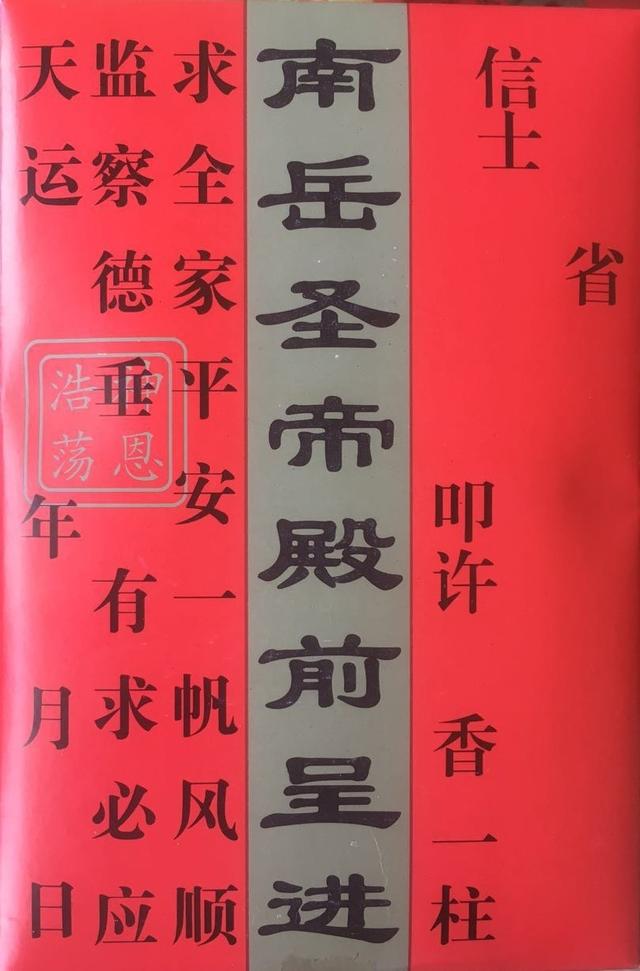 省
信士
叩许 香一柱
南岳圣帝殿前呈进
求全家平安一帆风顺
监察德垂 有求必应
天运 年 月 日
神恩
浩荡